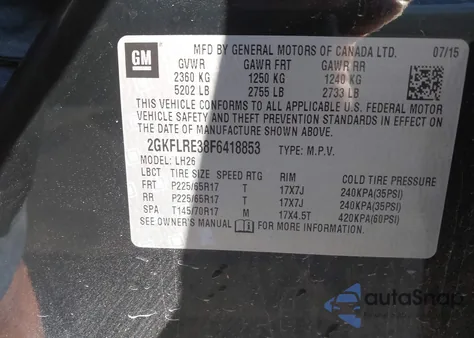 MFD BY GENERAL MOTORS OF CANADA LTD. 07/15
GM
GVWR GAWR FRT GAWR RR
2360 KG 1250 KG 1240 KG
5202 LB 2755 LB 2733 LB
THIS VEHICLE CONFORMS TO ALL APPLICABLE U.S. FEDERAL MOTOR
VEHICLE SAFETY AND THEFT PREVENTION STANDARDS IN EFFECT ON
THE DATE OF MANUFACTURE SHOWN ABOVE.
2GKFLRE38F6418853 TYPE: M.P.V.
MODEL: LH26
LBCT TIRE SIZE SPEED RTG RIM COLD TIRE PRESSURE
FRT P225/65R17 T 17X7J 240KPA(35PSI)
RR P225/65R17 T 17X7J 240KPA(35PSI)
SPA T145/70R17 M 17X4.5T 420KPA(60PSI)
SEE OWNER'S MANUAL FOR MORE INFORMATION.
autoSnap